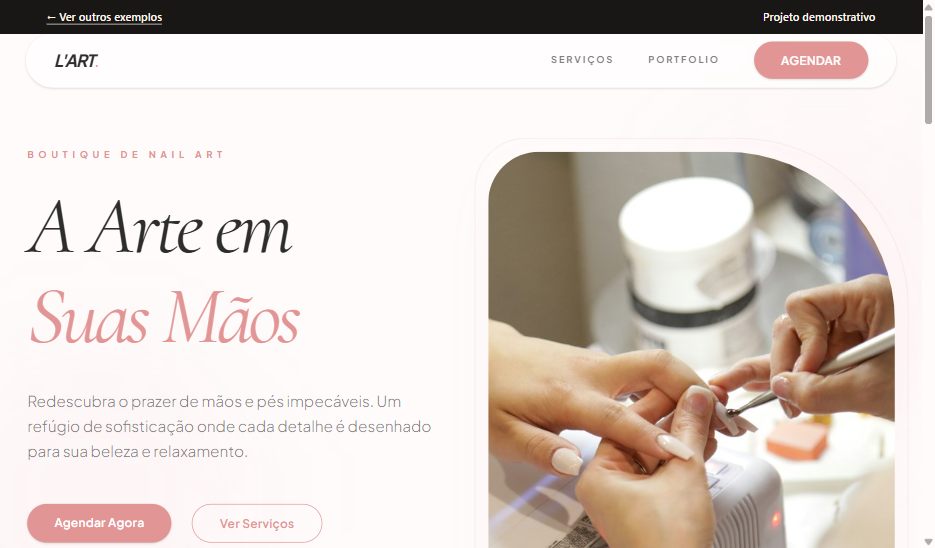 ← Ver outros exemplos
Projeto demonstrativo
L'ART.
SERVIÇOS
PORTFOLIO
AGENDAR
BOUTIQUE DE NAIL ART
A Arte em
Suas Mãos
Redescubra o prazer de mãos e pés impecáveis. Um
refúgio de sofisticação onde cada detalhe é desenhado
para sua beleza e relaxamento.
Agendar Agora
Ver Serviços